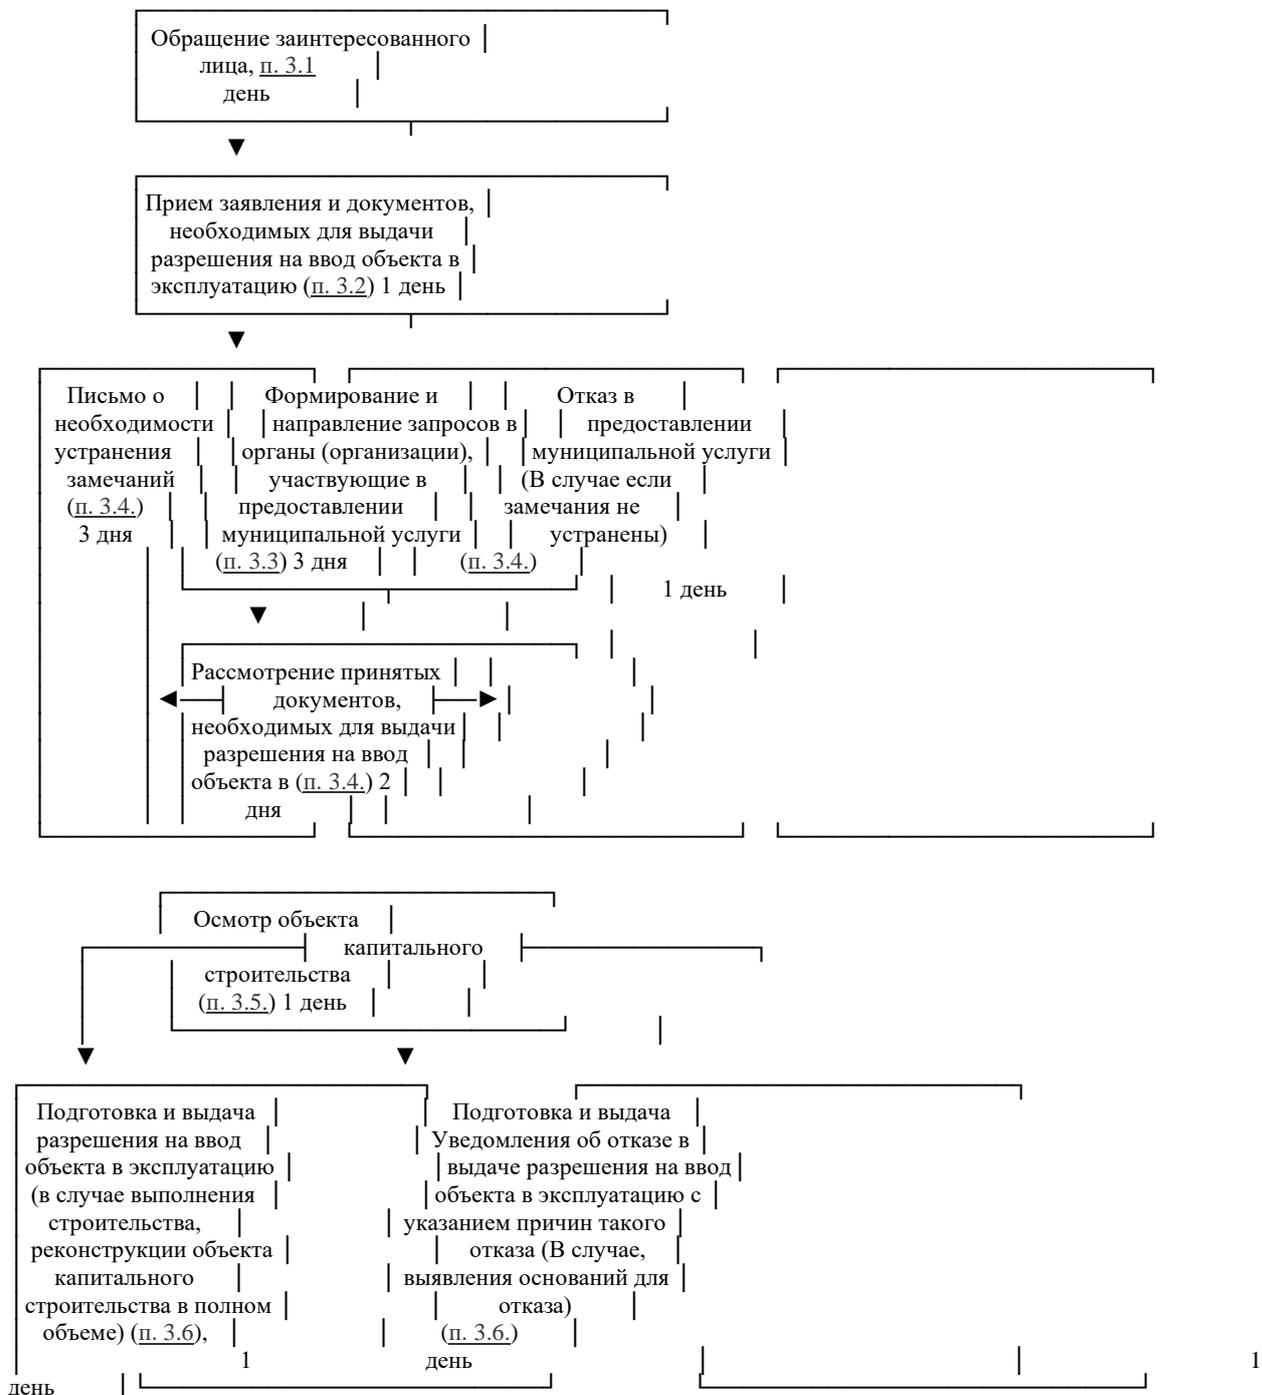 Обращение заинтересованного
лица, п. 3.1
день
Прием заявления и документов,
необходимых для выдачи
разрешения на ввод объекта в
эксплуатацию (п. 3.2) 1 день
Письмо о Формирование и Отказ в
необходимости направление запросов в предоставлении
устранения органы (организации), муниципальной услуги
замечаний участвующие в (В случае если
(п. 3.4.) предоставлении замечания не
3 дня муниципальной услуги устранены)
(п. 3.3) 3 дня (п. 3.4.)
1 день
Рассмотрение принятых
документов,
необходимых для выдачи
разрешения на ввод
объекта в (п. 3.4.) 2
дня
Осмотр объекта
капитального
строительства
(п. 3.5.) 1 день
Подготовка и выдача Подготовка и выдача
разрешения на ввод Уведомления об отказе в
объекта в эксплуатацию выдаче разрешения на ввод
(в случае выполнения объекта в эксплуатацию с
строительства, указанием причин такого
реконструкции объекта отказа (В случае,
капитального выявления оснований для
строительства в полном отказа)
объеме) (п. 3.6), (п. 3.6.)
1 день 1
день